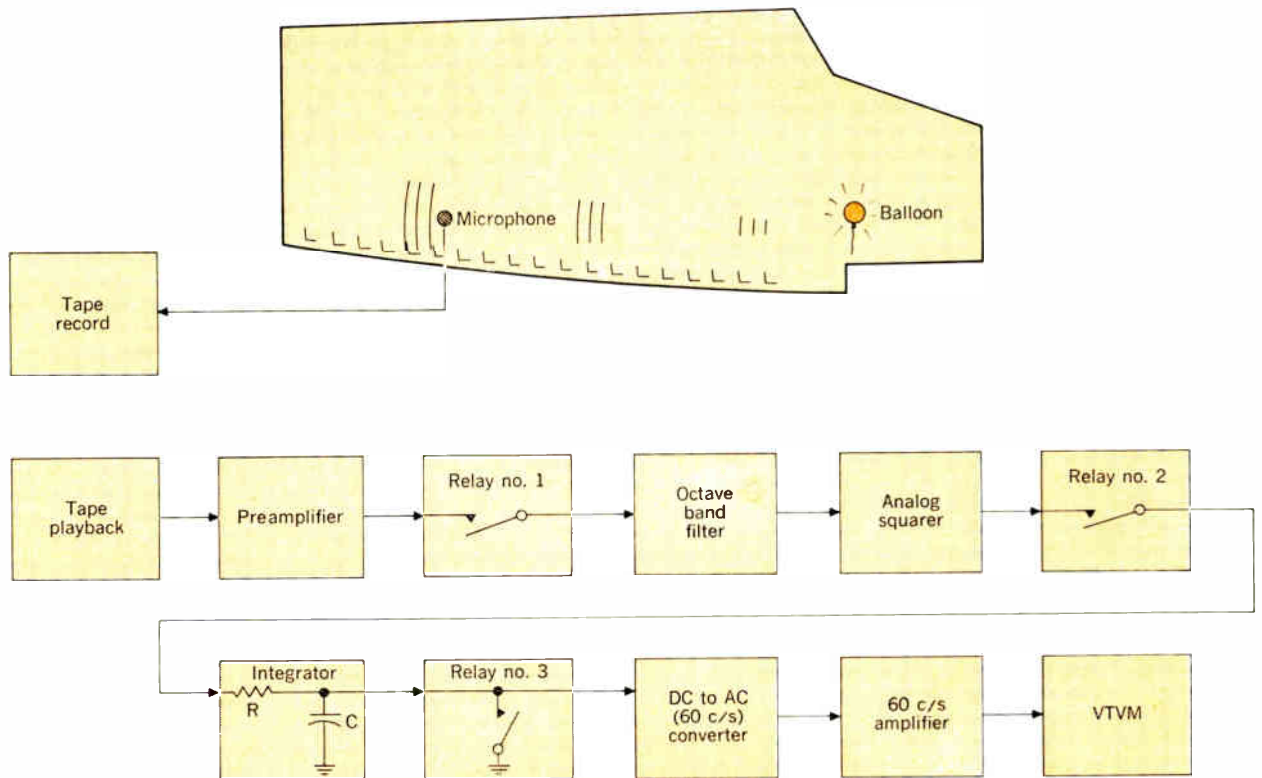 Microphone
Balloon
Tape
record
Tape
playback
Preamplifier
Relay no. 1
Octave
band
filter
Analog
squarer
Relay no. 2
Integrator
R
C
Relay no. 3
DC to AC
(60 c/s)
converter
60 c/s
amplifier
VTVM